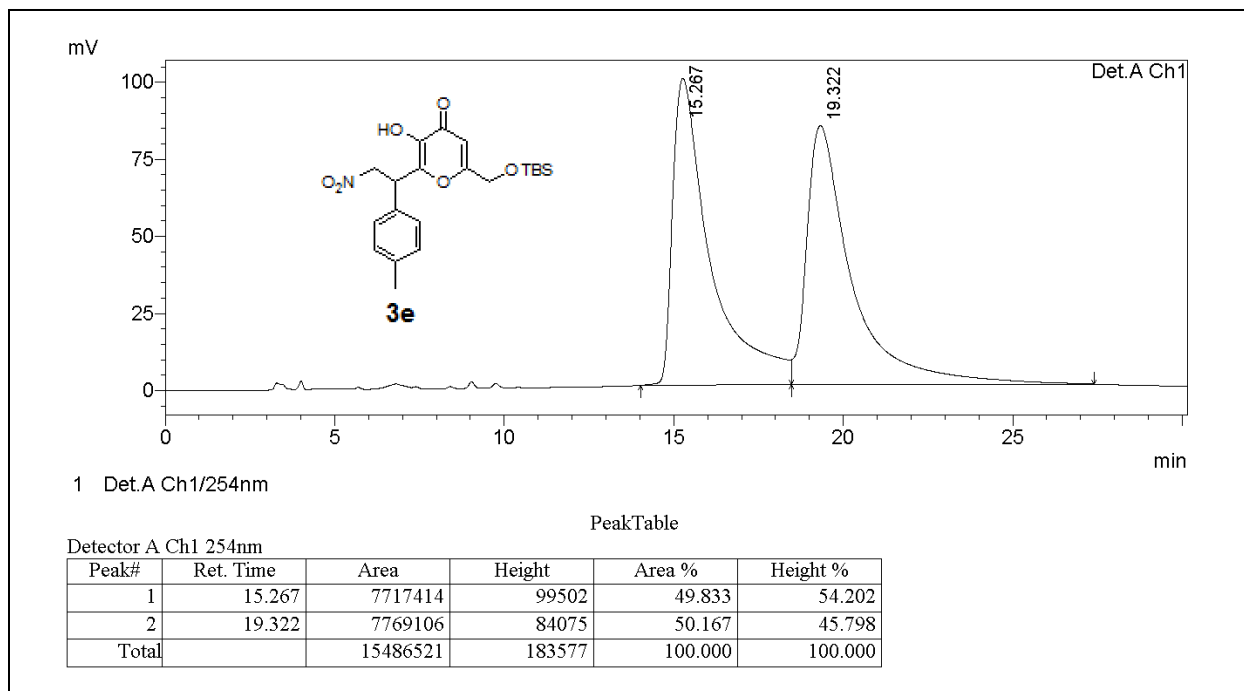 mV
Det.A Ch1
100
75
50
25
0
15.267
19.322
O
HO
O₂N
O
OTBS
3e
0 5 10 15 20 25
min
1 Det.A Ch1/254nm
PeakTable
Detector A Ch1 254nm
Peak# Ret. Time Area Height Area % Height %
1 15.267 7717414 99502 49.833 54.202
2 19.322 7769106 84075 50.167 45.798
Total 15486521 183577 100.000 100.000